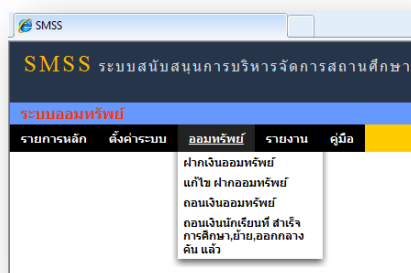 SMSS
SMSS ระบบสนับสนุนการบริหารจัดการสถานศึกษา
ระบบออมทรัพย์
รายการหลัก ตั้งค่าระบบ ออมทรัพย์ รายงาน คู่มือ
ฝากเงินออมทรัพย์
แก้ไข ฝากออมทรัพย์
ถอนเงินออมทรัพย์
ถอนเงินนักเรียนที่ สำเร็จ
การศึกษา,ย้าย,ออกกลาง
คัน แล้ว